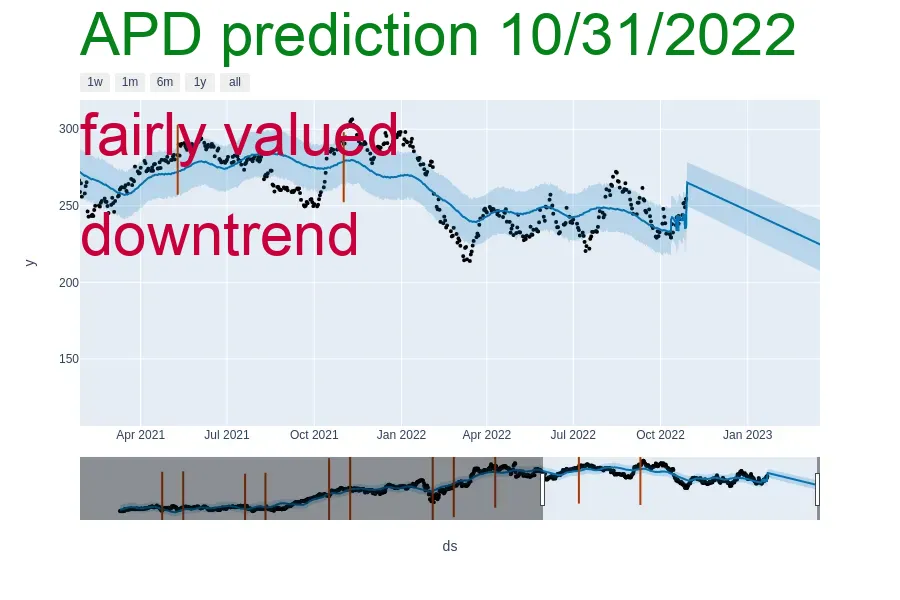 APD prediction 10/31/2022
1w 1m 6m 1y all
fairly valued
downtrend
300
250
200
150
y
Apr 2021 Jul 2021 Oct 2021 Jan 2022 Apr 2022 Jul 2022 Oct 2022 Jan 2023
ds